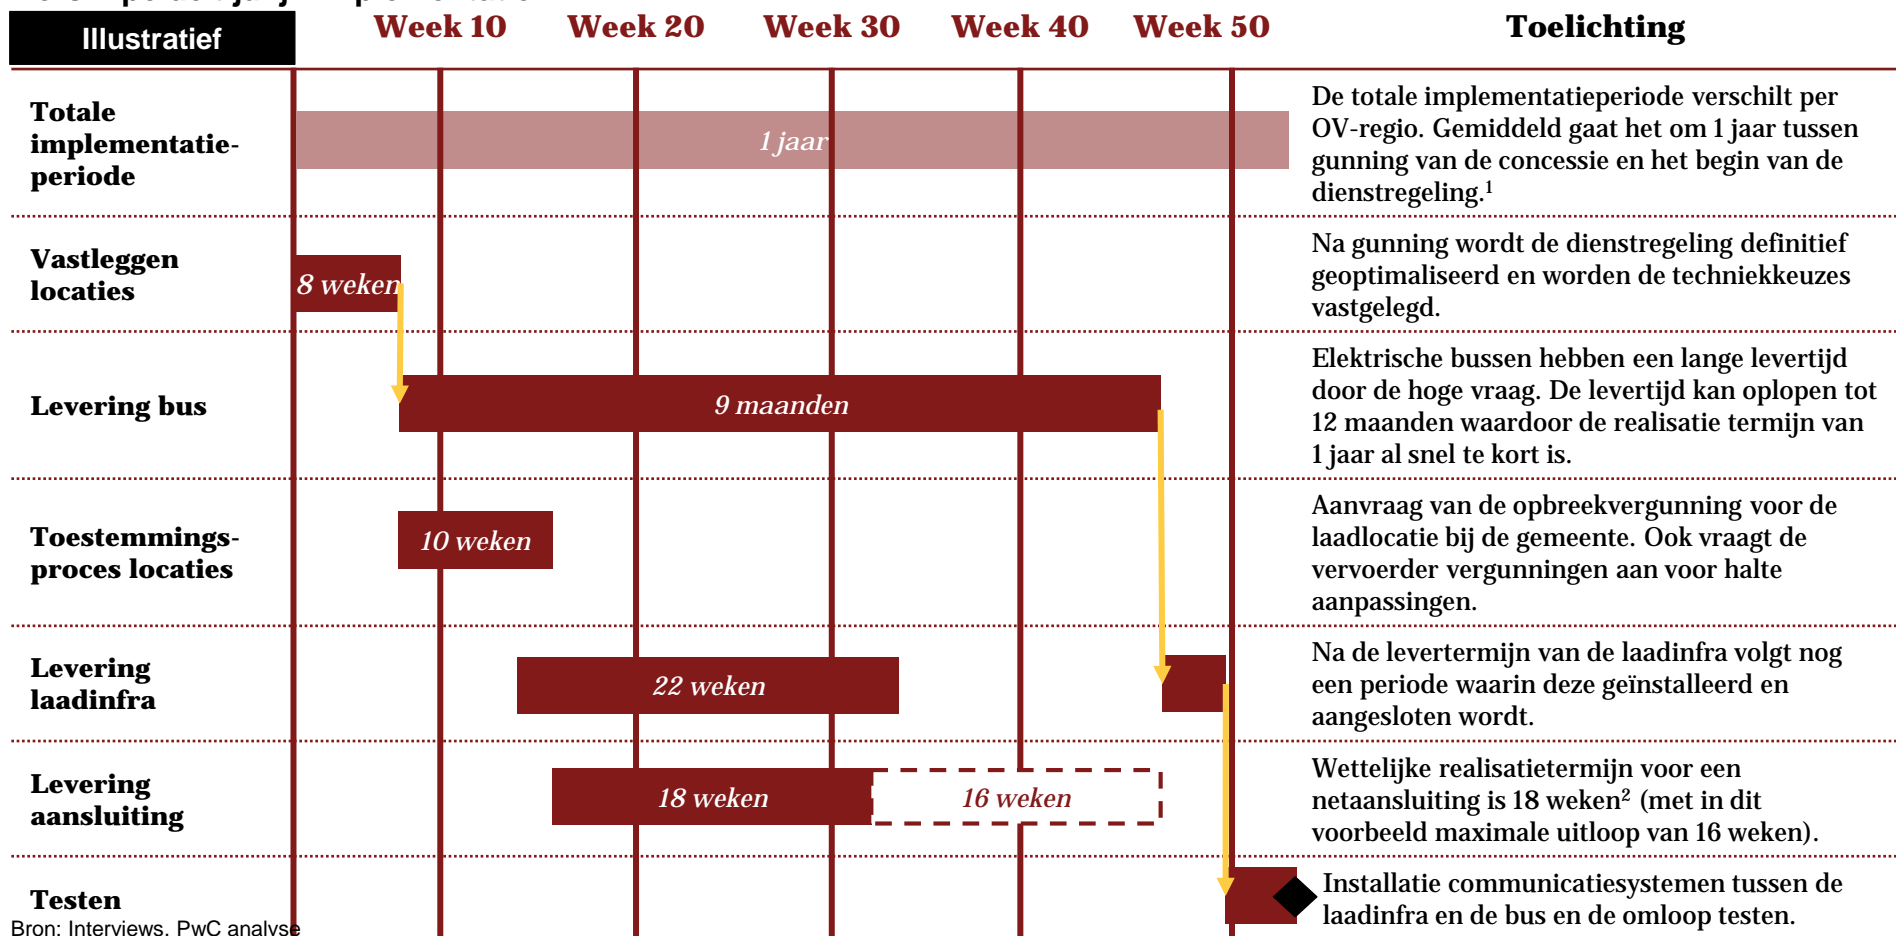 Illustratief
Week 10
Week 20
Week 30
Week 40
Week 50
Toelichting
Totale
implementatie-
periode
1 jaar
De totale implementatieperiode verschilt per
OV-regio. Gemiddeld gaat het om 1 jaar tussen
gunning van de concessie en het begin van de
dienstregeling.¹
Vastleggen
locaties
8 weken
Na gunning wordt de dienstregeling definitief
geoptimaliseerd en worden de techniekkeuzes
vastgelegd.
Levering bus
9 maanden
Elektrische bussen hebben een lange levertijd
door de hoge vraag. De levertijd kan oplopen tot
12 maanden waardoor de realisatie termijn van
1 jaar al snel te kort is.
Toestemmings-
proces locaties
10 weken
Aanvraag van de opbreekvergunning voor de
laadlocatie bij de gemeente. Ook vraagt de
vervoerder vergunningen aan voor halte
aanpassingen.
Levering
laadinfra
22 weken
Na de levertermijn van de laadinfra volgt nog
een periode waarin deze geïnstalleerd en
aangesloten wordt.
Levering
aansluiting
18 weken
16 weken
Wettelijke realisatietermijn voor een
netaansluiting is 18 weken² (met in dit
voorbeeld maximale uitloop van 16 weken).
Testen
Installatie communicatiesystemen tussen de
laadinfra en de bus en de omloop testen.
Bron: Interviews, PwC analyse